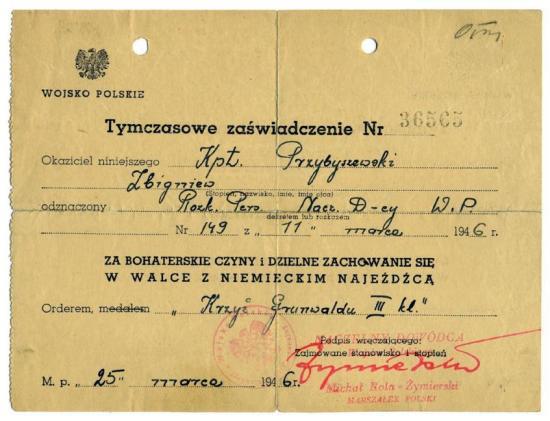 Otm
WOJSKO POLSKIE
Tymczasowe zaświadczenie Nr 36565
Okaziciel niniejszego Kpt. Przybyszewski
Zbigniew
(stopień, nazwisko, imię, imię ojca)
odznaczony Rozk. Pers. Nacz. D-cy W.P.
dekretem lub rozkazem
Nr 149 z „11" marca 1946 r.
ZA BOHATERSKIE CZYNY i DZIELNE ZACHOWANIE SIĘ
W WALCE Z NIEMIECKIM NAJEŹDŹCĄ
Orderem, medalem „Krzyż Grunwaldu III kl."
NACZELNY DOWÓDCA
Podpis wręczającego:
Zajmowane stanowisko i stopień
Michał Rola-Żymierski
MARSZAŁEK POLSKI
M. p. „25" marca 1946 r.